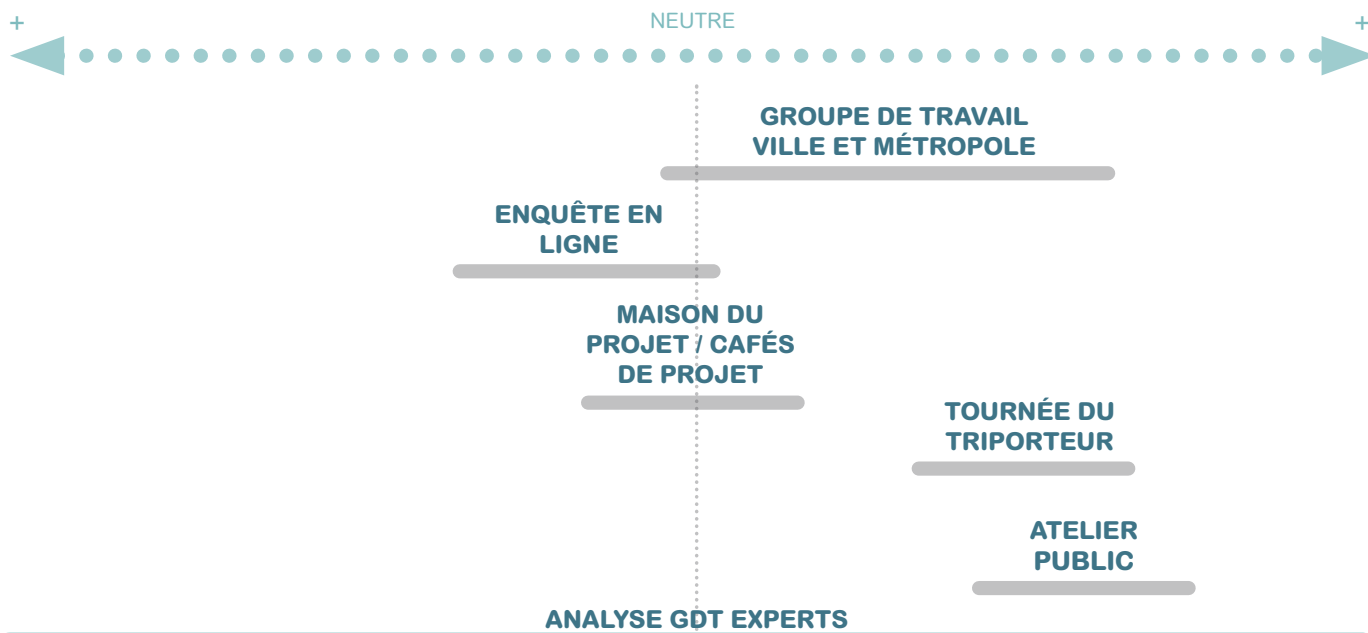 + NEUTRE +
GROUPE DE TRAVAIL
VILLE ET MÉTROPOLE
ENQUÊTE EN
LIGNE
MAISON DU
PROJET / CAFÉS
DE PROJET
TOURNÉE DU
TRIPORTEUR
ATELIER
PUBLIC
ANALYSE GDT EXPERTS